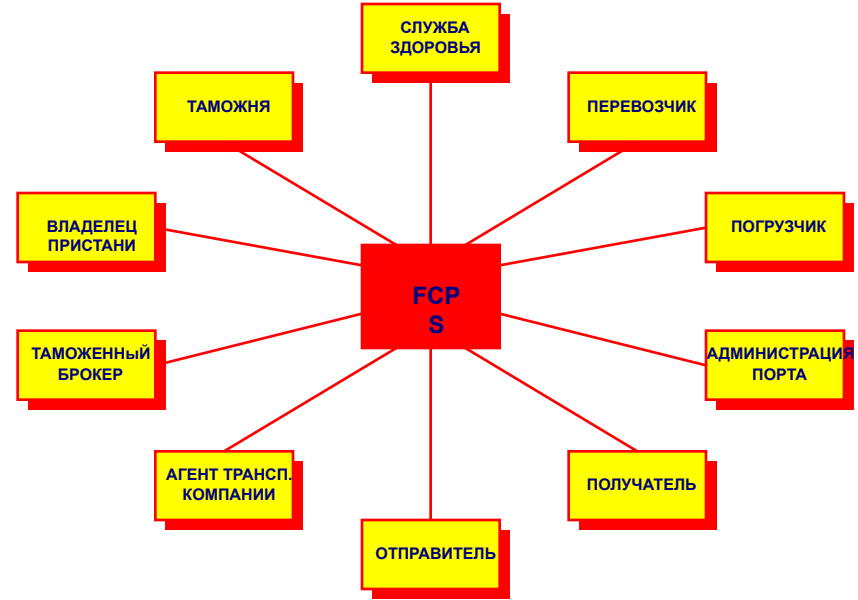 СЛУЖБА
ЗДОРОВЬЯ
ТАМОЖНЯ
ПЕРЕВОЗЧИК
ВЛАДЕЛЕЦ
ПРИСТАНИ
ПОГРУЗЧИК
FCP
S
ТАМОЖЕННЫй
БРОКЕР
АДМИНИСТРАЦИЯ
ПОРТА
АГЕНТ ТРАНСП.
КОМПАНИИ
ПОЛУЧАТЕЛЬ
ОТПРАВИТЕЛЬ